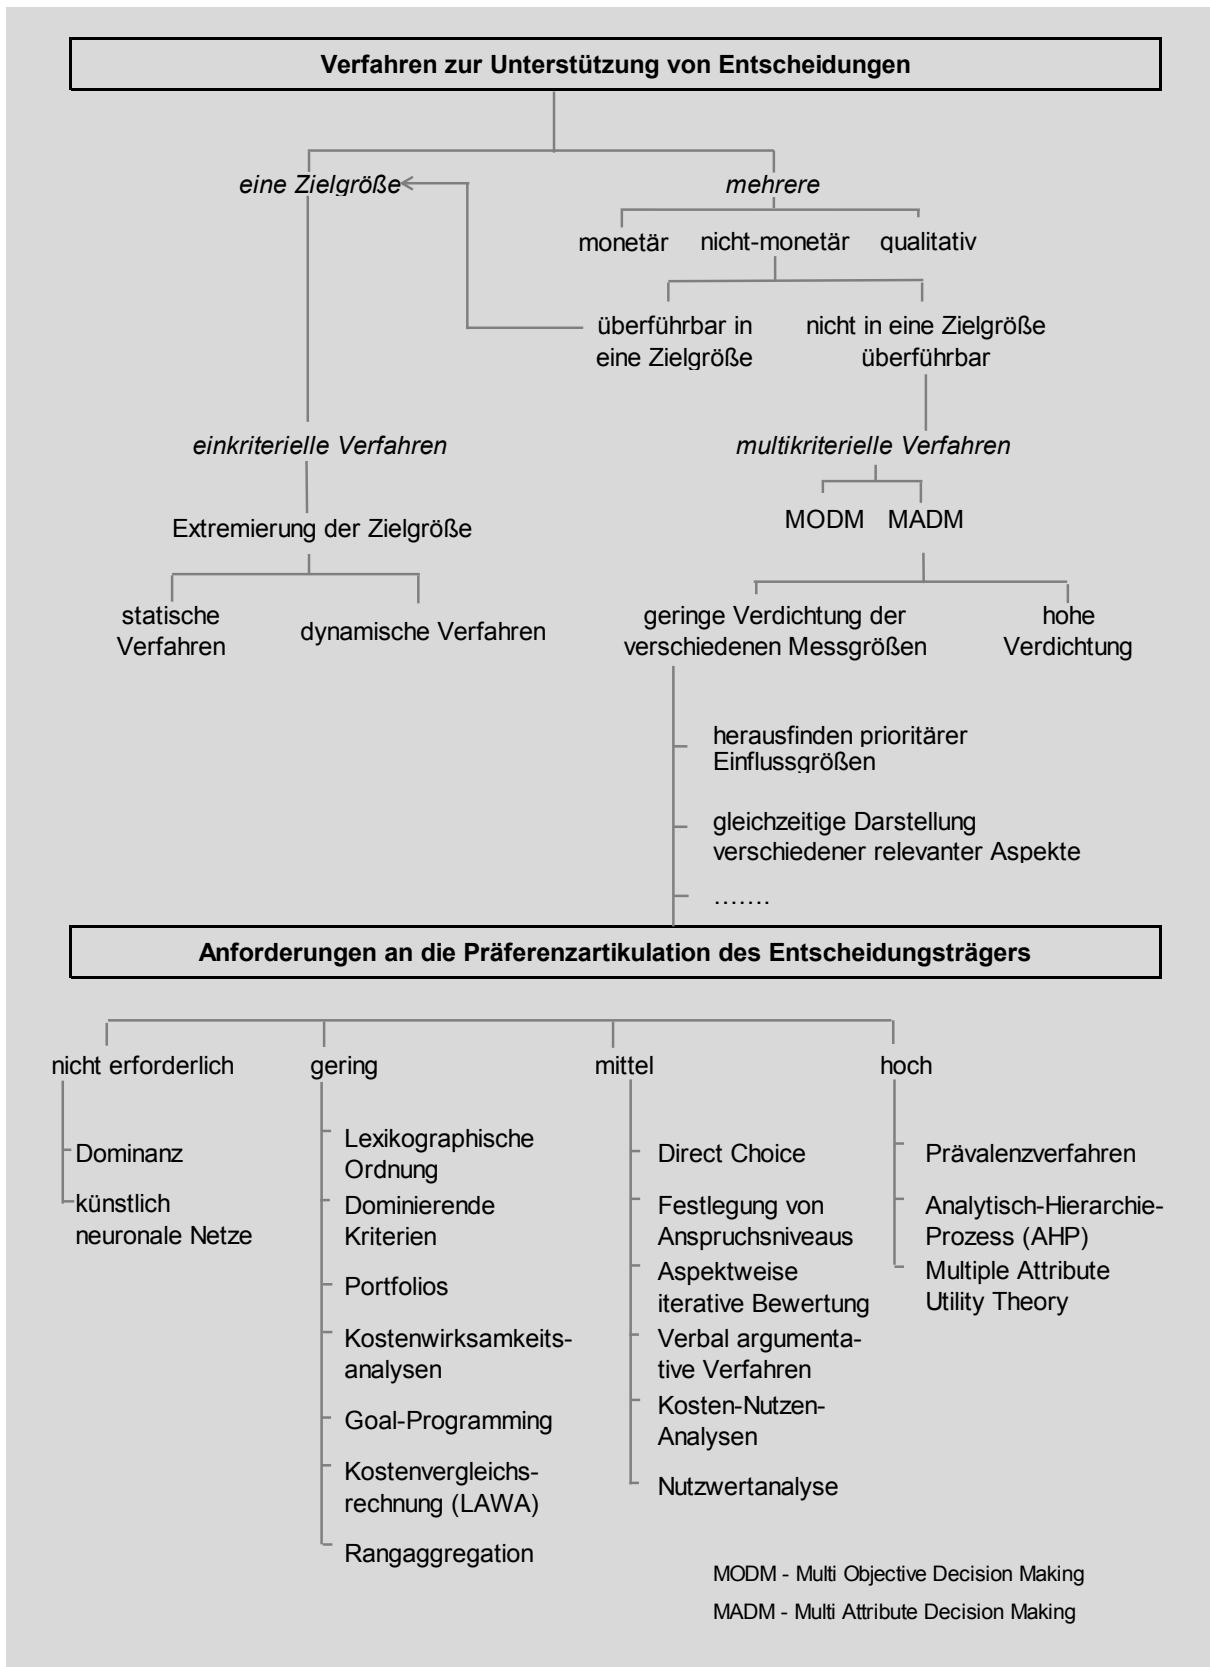 Verfahren zur Unterstützung von Entscheidungen
eine Zielgröße
mehrere
monetär
nicht-monetär
qualitativ
überführbar in
eine Zielgröße
nicht in eine Zielgröße
überführbar
einkriterielle Verfahren
multikriterielle Verfahren
Extremierung der Zielgröße
MODM
MADM
statische
Verfahren
dynamische Verfahren
geringe Verdichtung der
verschiedenen Messgrößen
hohe
Verdichtung
herausfinden prioritärer
Einflussgrößen
gleichzeitige Darstellung
verschiedener relevanter Aspekte
…....
Anforderungen an die Präferenzartikulation des Entscheidungsträgers
nicht erforderlich
Dominanz
künstlich
neuronale Netze
gering
Lexikographische
Ordnung
Dominierende
Kriterien
Portfolios
Kostenwirksamkeits-
analysen
Goal-Programming
Kostenvergleichs-
rechnung (LAWA)
Rangaggregation
mittel
Direct Choice
Festlegung von
Anspruchsniveaus
Aspektweise
iterative Bewertung
Verbal argumenta-
tive Verfahren
Kosten-Nutzen-
Analysen
Nutzwertanalyse
hoch
Prävalenzverfahren
Analytisch-Hierarchie-
Prozess (AHP)
Multiple Attribute
Utility Theory
MODM - Multi Objective Decision Making
MADM - Multi Attribute Decision Making